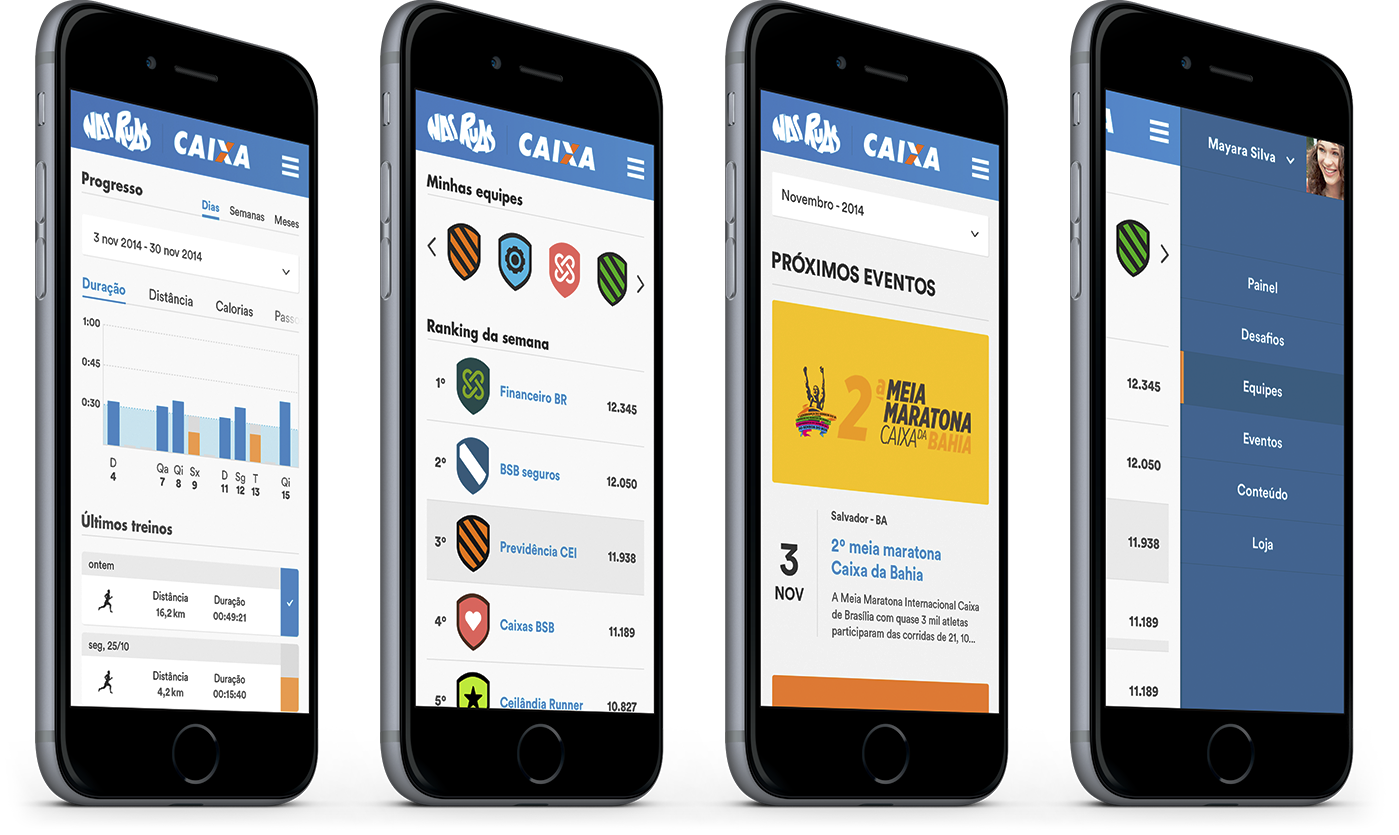 NAS RUAS
CAIXA
Progresso
Dias Semanas Meses
3 nov 2014 - 30 nov 2014
Duração Distância Calorias
1:00
0:45
0:30
D Qa Qi Sx D Sg T Qi
4 7 8 9 11 12 13 15
Últimos treinos
ontem
Distância Duração
16,2 km 00:49:21
seg, 25/10
Distância Duração
4,2 km 00:15:40
NAS RUAS
CAIXA
Minhas equipes
Ranking da semana
1º Financeiro BR 12.345
2º BSB seguros 12.050
3º Previdência CEI 11.938
4º Caixas BSB 11.189
5º Ceilândia Runner 10.827
NAS RUAS
CAIXA
Novembro - 2014
PRÓXIMOS EVENTOS
2ª MEIA
MARATONA
CAIXA DA BAHIA
Salvador - BA
3
NOV
2º meia maratona
Caixa da Bahia
A Meia Maratona Internacional Caixa
de Brasília com quase 3 mil atletas
participaram das corridas de 21, 10...
A
12.345
12.050
11.938
11.189
11.189
Mayara Silva
Painel
Desafios
Equipes
Eventos
Conteúdo
Loja